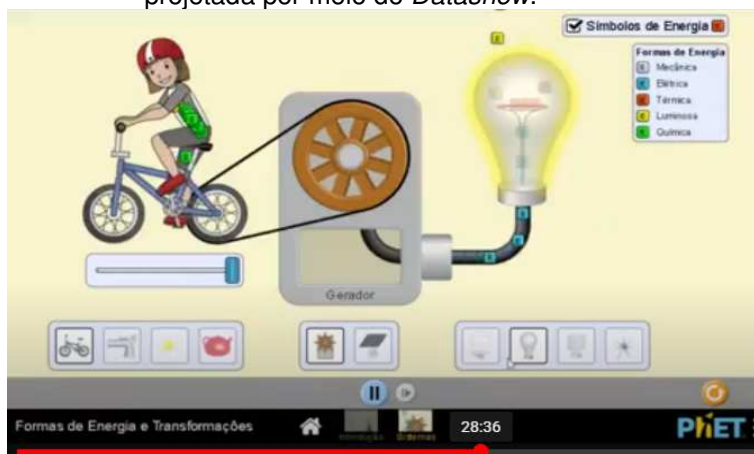 projetada por meio do Datashow.
Símbolos de Energia E
Formas de Energia
E Mecânica
E Elétrica
E Térmica
E Luminosa
E Química
Gerador
Formas de Energia e Transformações
Sistemas
28:36
PhET